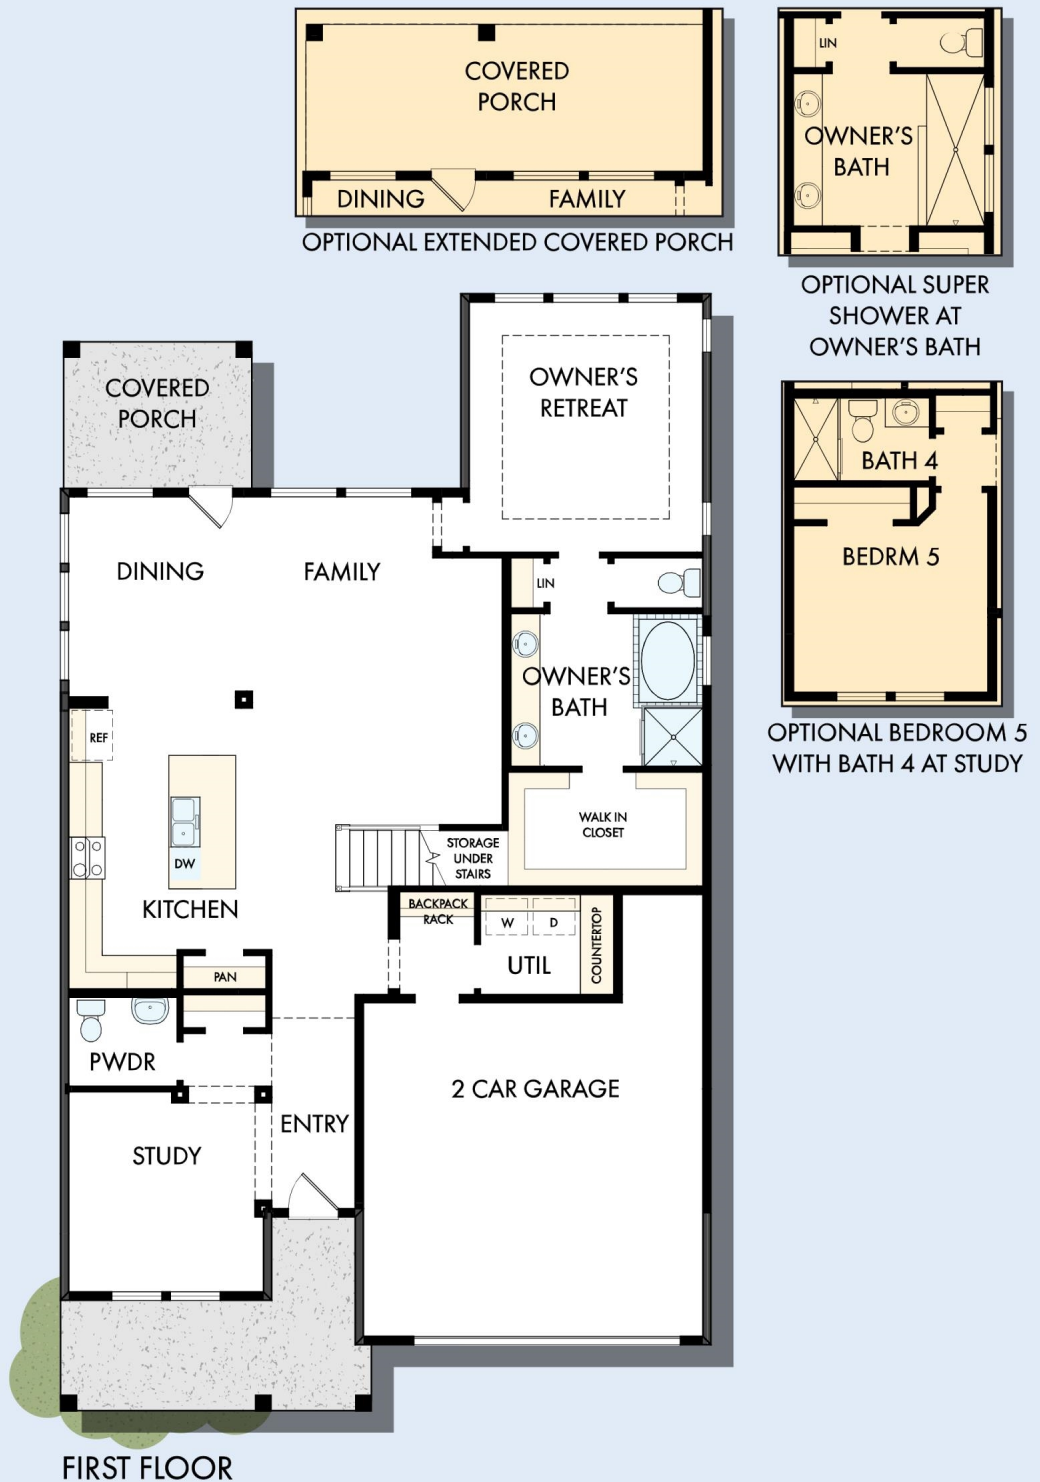 COVERED
PORCH
DINING
FAMILY
OPTIONAL EXTENDED COVERED PORCH
LIN
OWNER'S
BATH
OPTIONAL SUPER
SHOWER AT
OWNER'S BATH
BATH 4
BEDRM 5
OPTIONAL BEDROOM 5
WITH BATH 4 AT STUDY
COVERED
PORCH
OWNER'S
RETREAT
DINING
FAMILY
LIN
OWNER'S
BATH
REF
DW
KITCHEN
WALK IN
CLOSET
STORAGE
UNDER
STAIRS
BACKPACK
RACK
W
D
COUNTERTOP
UTIL
PAN
PWDR
2 CAR GARAGE
ENTRY
STUDY
FIRST FLOOR